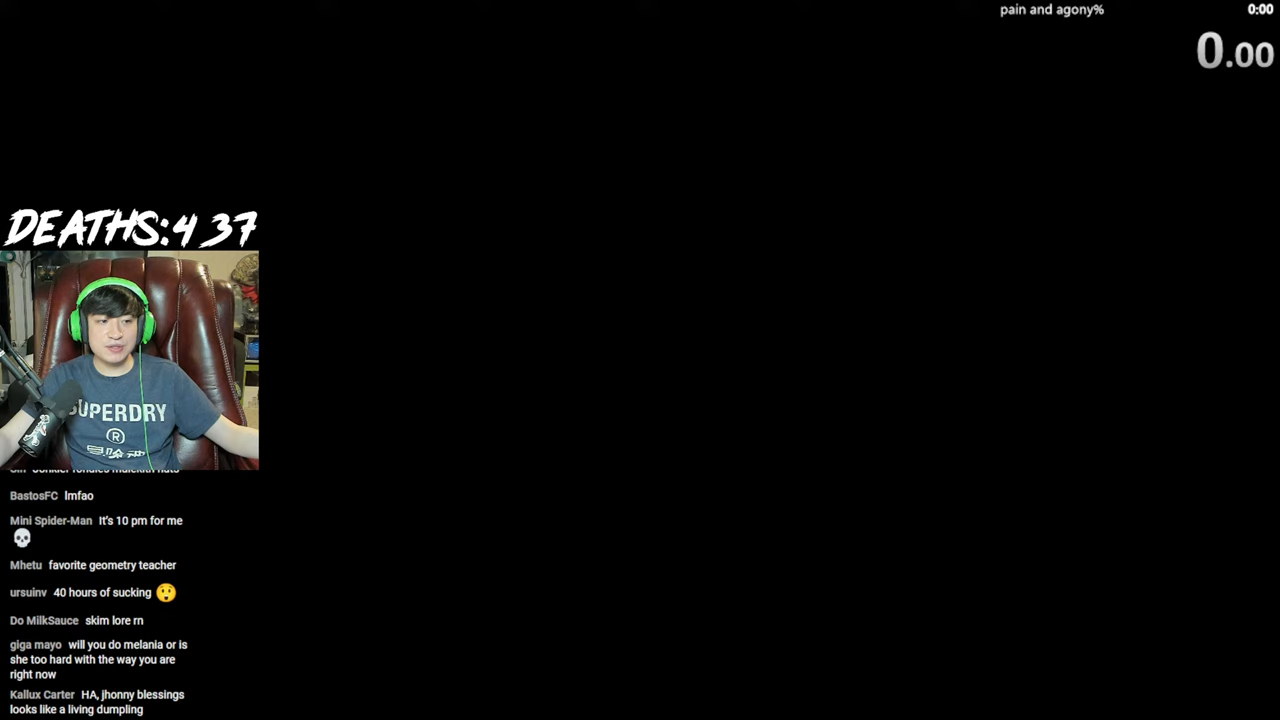 pain and agony% 0:00
0.00
DEATHS:437
SUPERDRY
®
BastosFC lmfao
Mini Spider-Man It's 10 pm for me
💀
Mhetu favorite geometry teacher
ursuinv 40 hours of sucking 😲
Do MilkSauce skim lore rn
giga mayo will you do melania or is
she too hard with the way you are
right now
Kallux Carter HA, jhonny blessings
looks like a living dumpling